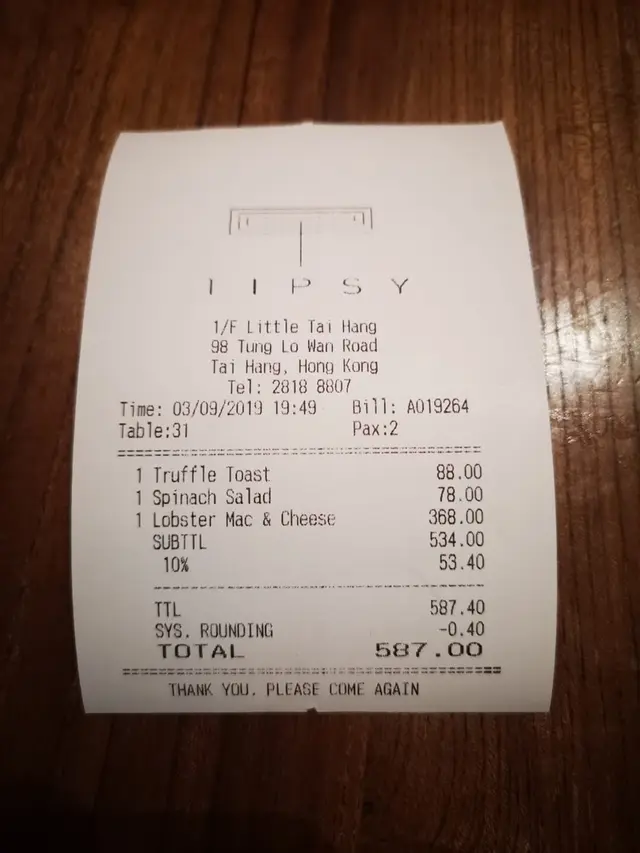 TIPSY
1/F Little Tai Hang
98 Tung Lo Wan Road
Tai Hang, Hong Kong
Tel: 2818 8807
Time: 03/09/2019 19:49 Bill: A019264
Table:31 Pax:2
1 Truffle Toast 88.00
1 Spinach Salad 78.00
1 Lobster Mac & Cheese 368.00
SUBTTL 534.00
10% 53.40
TTL 587.40
SYS. ROUNDING -0.40
TOTAL 587.00
THANK YOU. PLEASE COME AGAIN